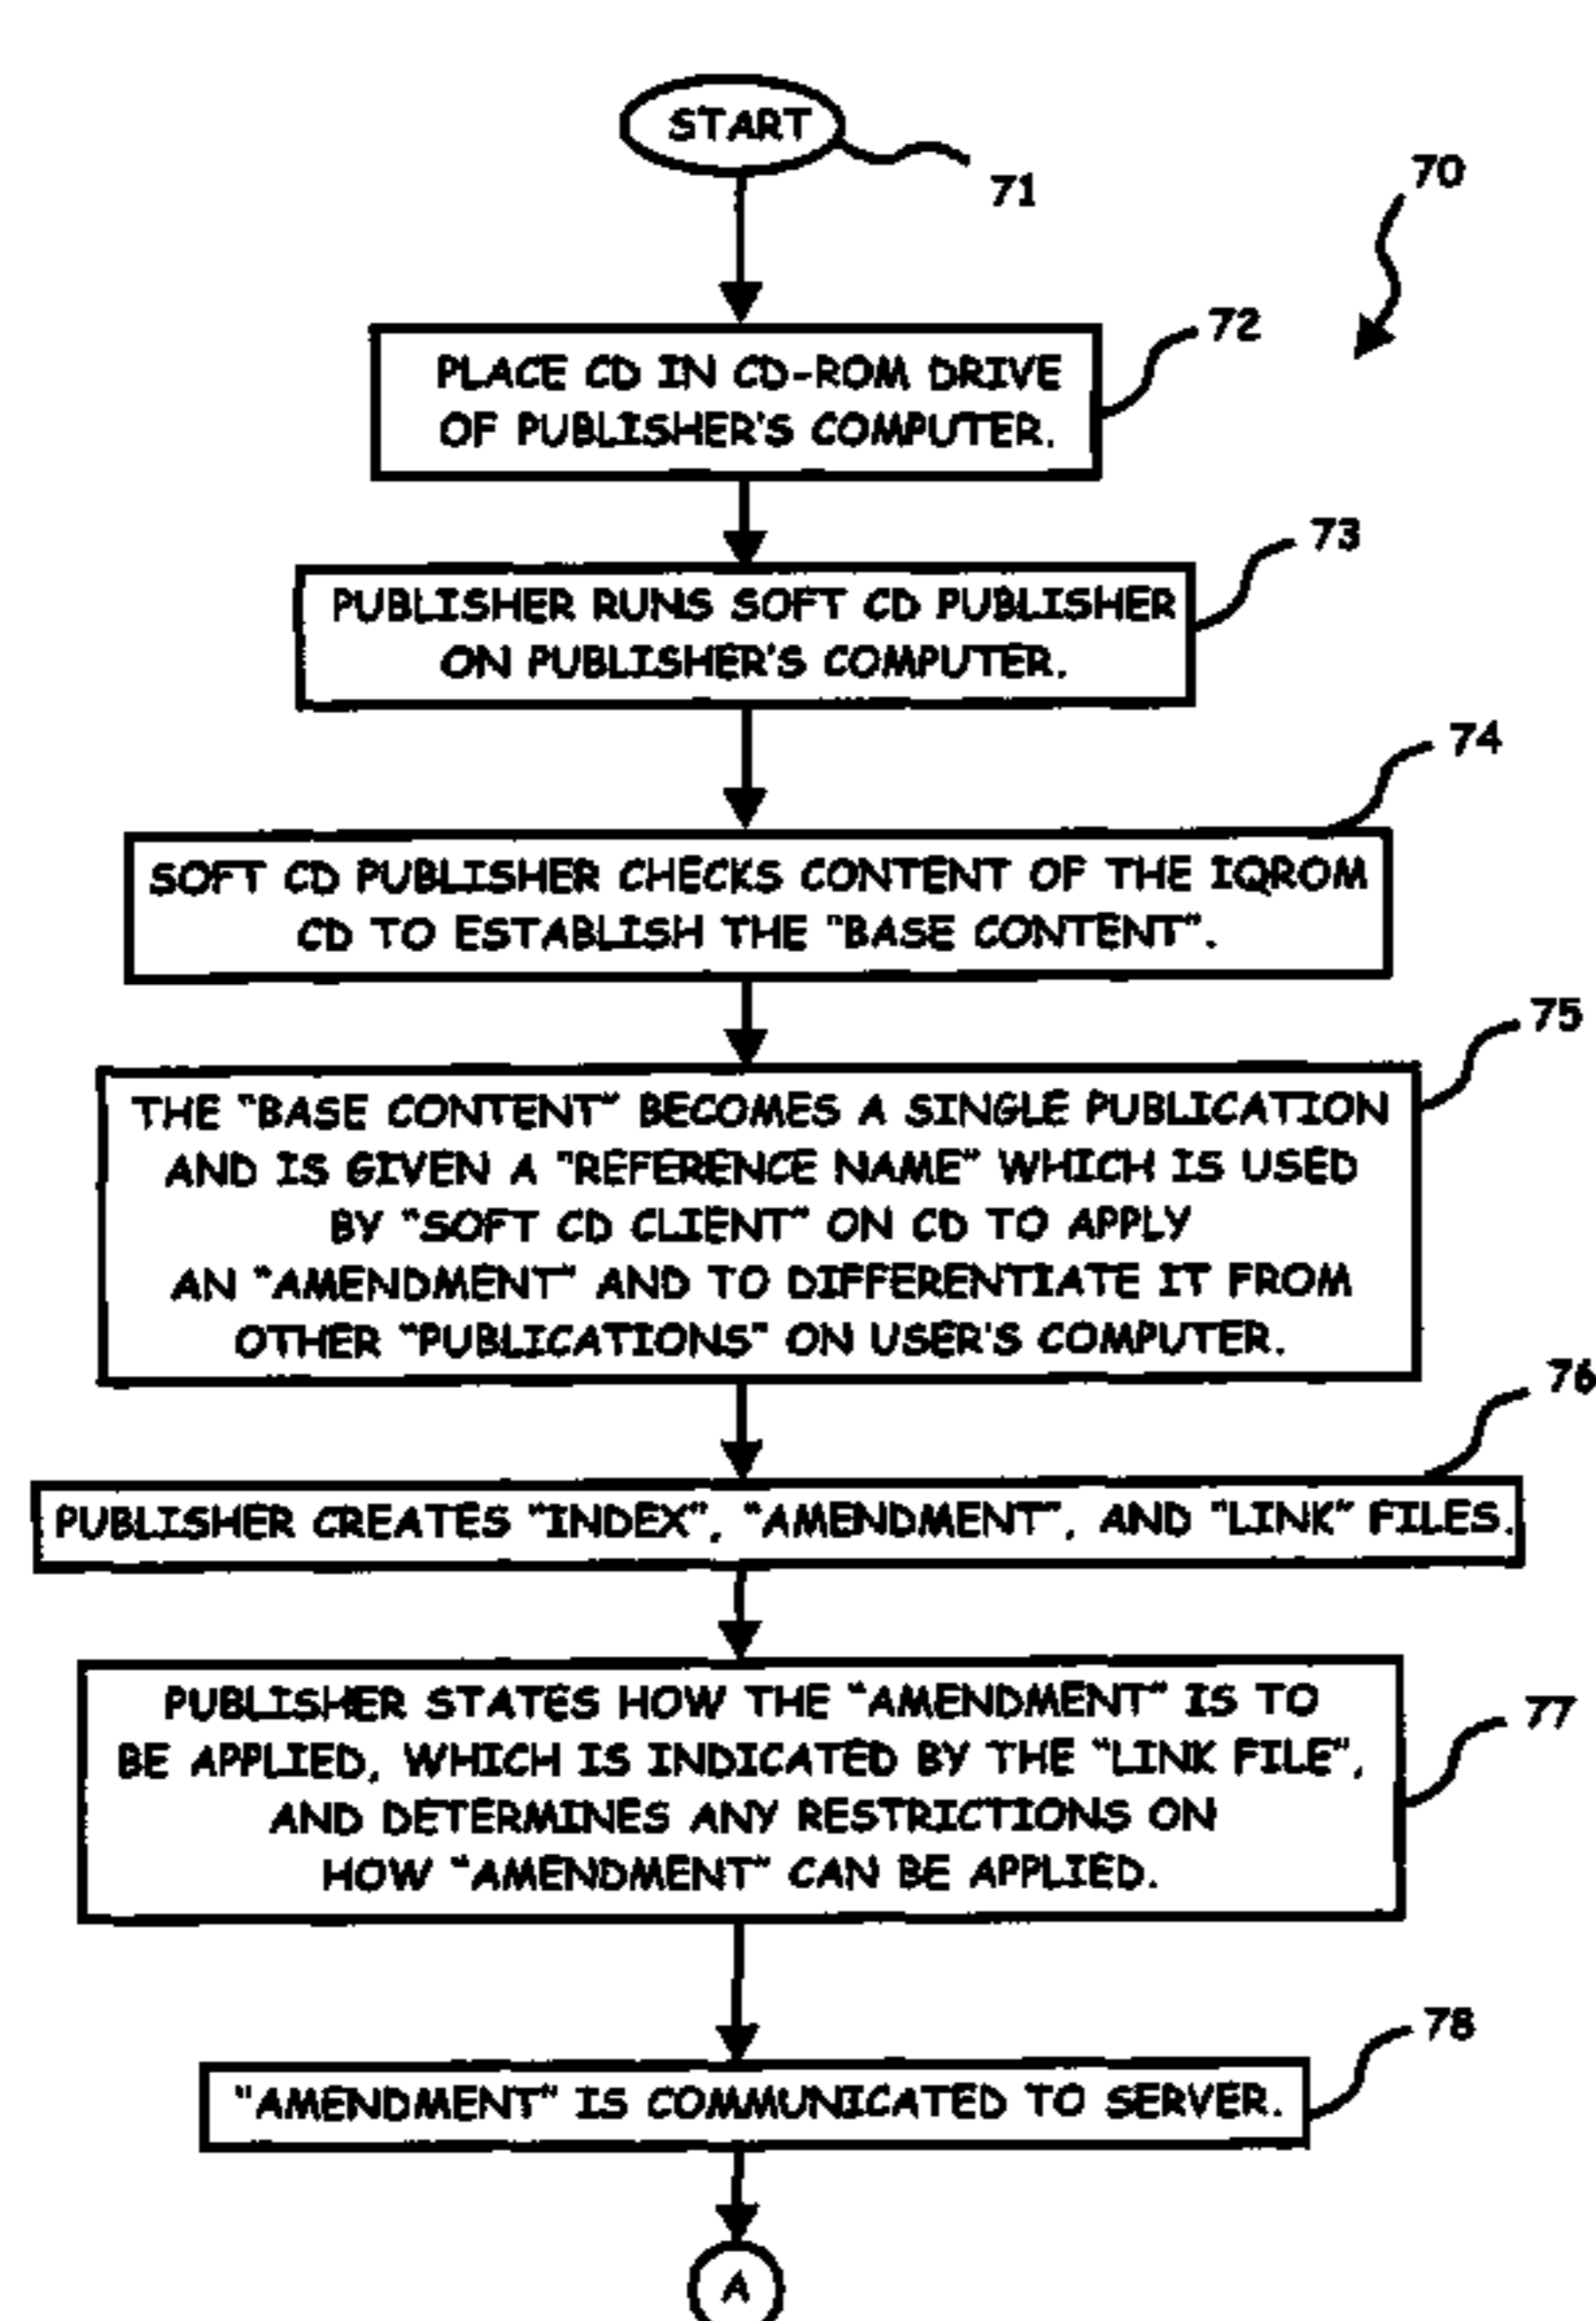 START
71
70
72
PLACE CD IN CD-ROM DRIVE
OF PUBLISHER'S COMPUTER.
73
PUBLISHER RUNS SOFT CD PUBLISHER
ON PUBLISHER'S COMPUTER.
74
SOFT CD PUBLISHER CHECKS CONTENT OF THE IQROM
CD TO ESTABLISH THE "BASE CONTENT".
75
THE "BASE CONTENT" BECOMES A SINGLE PUBLICATION
AND IS GIVEN A "REFERENCE NAME" WHICH IS USED
BY "SOFT CD CLIENT" ON CD TO APPLY
AN "AMENDMENT" AND TO DIFFERENTIATE IT FROM
OTHER "PUBLICATIONS" ON USER'S COMPUTER.
76
PUBLISHER CREATES "INDEX", "AMENDMENT", AND "LINK" FILES.
PUBLISHER STATES HOW THE "AMENDMENT" IS TO
BE APPLIED, WHICH IS INDICATED BY THE "LINK FILE",
AND DETERMINES ANY RESTRICTIONS ON
HOW "AMENDMENT" CAN BE APPLIED.
77
78
"AMENDMENT" IS COMMUNICATED TO SERVER.
A